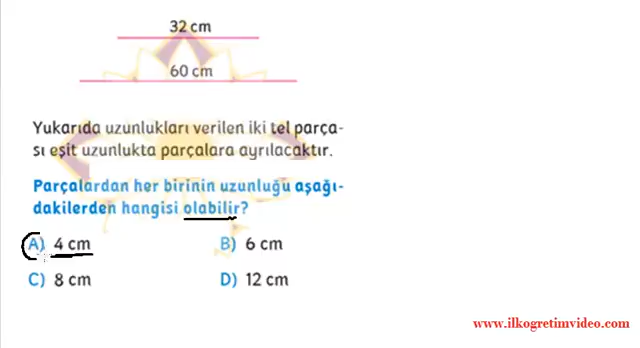 32 cm
60 cm
Yukarıda uzunlukları verilen iki tel parça-
sı eşit uzunlukta parçalara ayrılacaktır.
Parçalardan her birinin uzunluğu aşağı-
dakilerden hangisi olabilir?
A) 4 cm B) 6 cm
C) 8 cm D) 12 cm
www.ilkogretimvideo.com